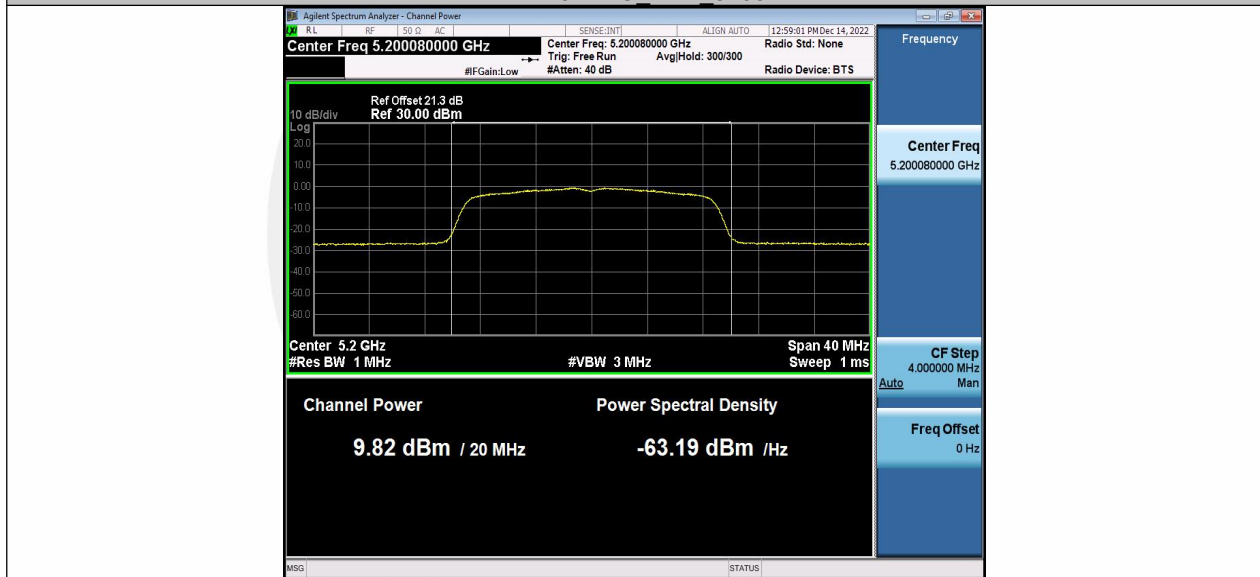 Agilent Spectrum Analyzer - Channel Power
RL RF 50 Ω AC SENSE:INT ALIGN AUTO 12:59:01 PM Dec 14, 2022
Center Freq 5.200080000 GHz
Center Freq: 5.200080000 GHz Radio Std: None
Trig: Free Run Avg|Hold: 300/300
#IFGain:Low #Atten: 40 dB Radio Device: BTS
Frequency
Ref Offset 21.3 dB
10 dB/div Ref 30.00 dBm
Log
20.0
10.0
0.00
-10.0
-20.0
-30.0
-40.0
-50.0
-60.0
Center 5.2 GHz Span 40 MHz
#Res BW 1 MHz #VBW 3 MHz Sweep 1 ms
Channel Power Power Spectral Density
9.82 dBm / 20 MHz -63.19 dBm /Hz
Center Freq
5.200080000 GHz
CF Step
4.000000 MHz
Auto Man
Freq Offset
0 Hz
MSG STATUS